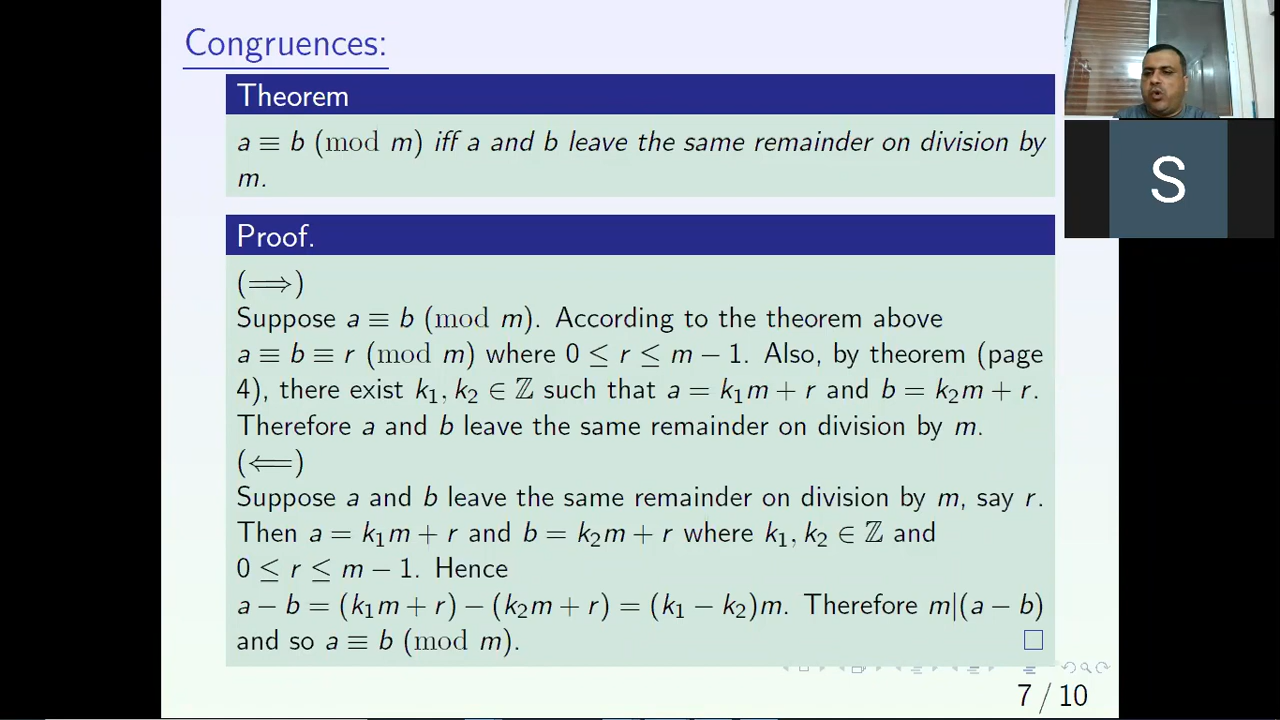 Congruences:
Theorem
a ≡ b (mod m) iff a and b leave the same remainder on division by
m.
Proof.
(⟹)
Suppose a ≡ b (mod m). According to the theorem above
a ≡ b ≡ r (mod m) where 0 ≤ r ≤ m − 1. Also, by theorem (page
4), there exist k₁, k₂ ∈ ℤ such that a = k₁m + r and b = k₂m + r.
Therefore a and b leave the same remainder on division by m.
(⟸)
Suppose a and b leave the same remainder on division by m, say r.
Then a = k₁m + r and b = k₂m + r where k₁, k₂ ∈ ℤ and
0 ≤ r ≤ m − 1. Hence
a − b = (k₁m + r) − (k₂m + r) = (k₁ − k₂)m. Therefore m|(a − b)
and so a ≡ b (mod m). □
7 / 10
S